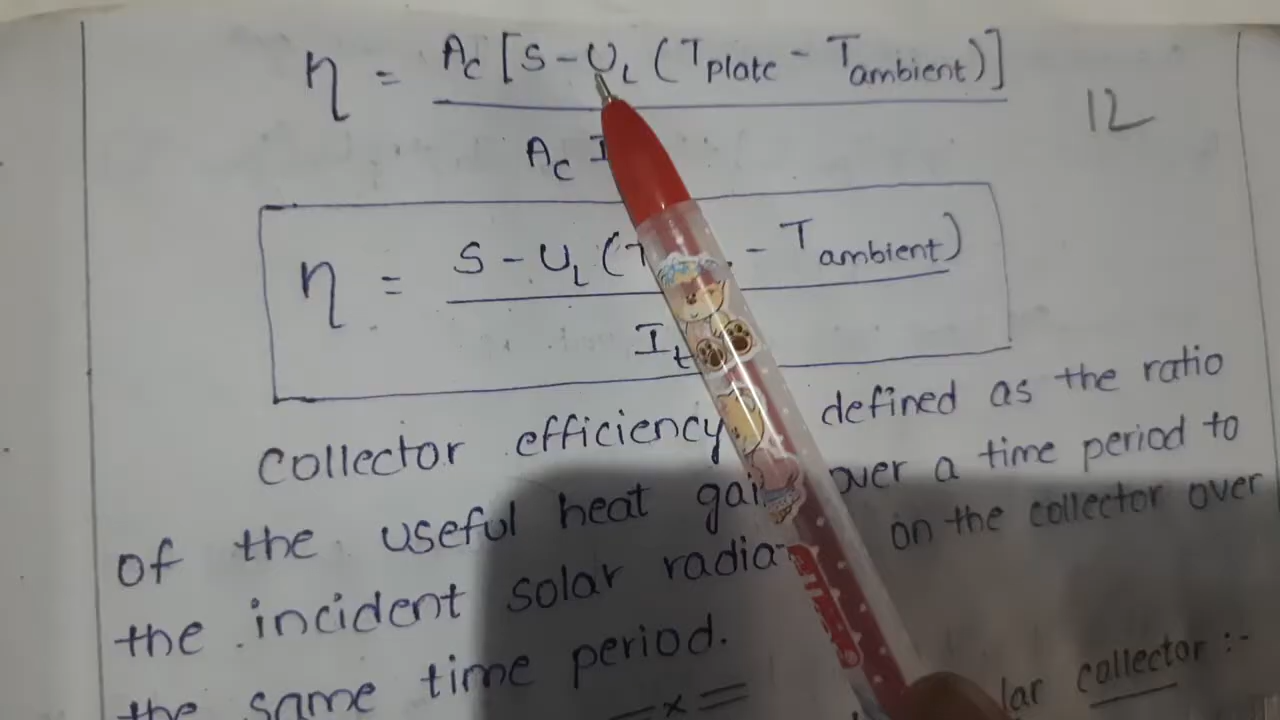 η = Ac [S - UL (Tplate - Tambient)]
Ac I
12
η = S - UL (T - Tambient)
It
Collector efficiency defined as the ratio
of the useful heat gai over a time period to
the incident solar radia on the collector over
the same time period.
lar collector :-